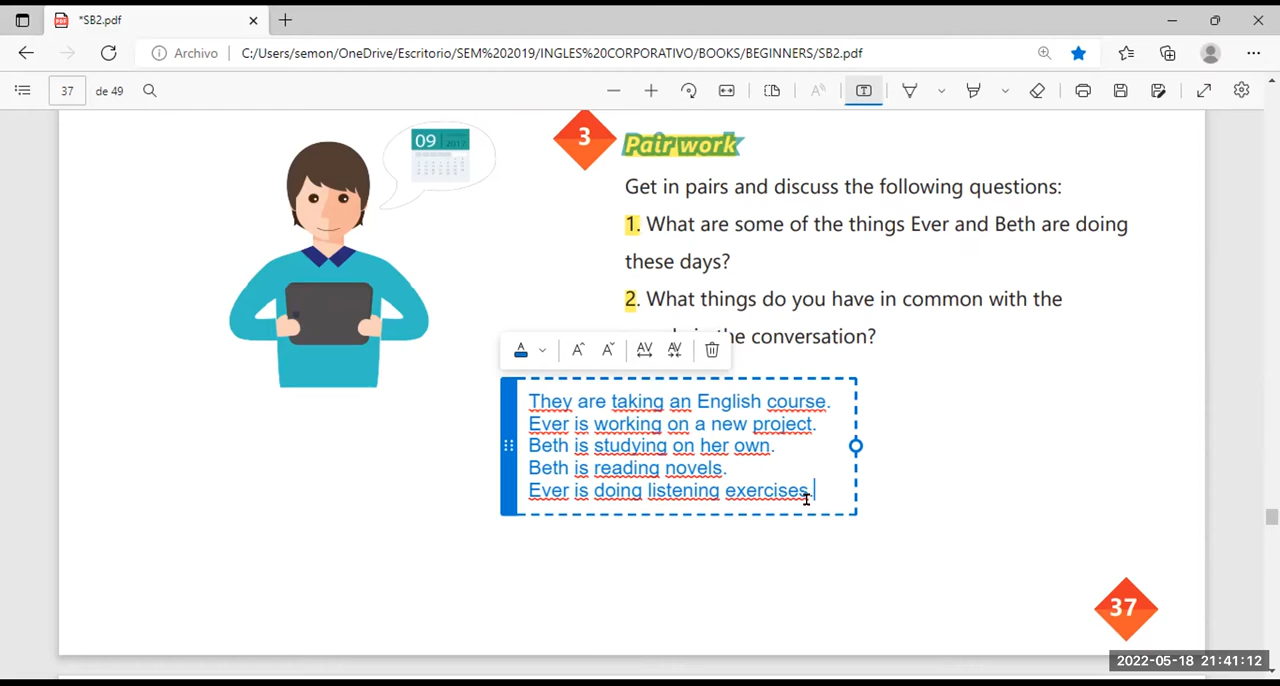 *SB2.pdf
Archivo
C:/Users/semon/OneDrive/Escritorio/SEM%202019/INGLES%20CORPORATIVO/BOOKS/BEGINNERS/SB2.pdf
37 de 49
09 2017
3 Pair work
Get in pairs and discuss the following questions:
1. What are some of the things Ever and Beth are doing
these days?
2. What things do you have in common with the
in the conversation?
They are taking an English course.
Ever is working on a new project.
Beth is studying on her own.
Beth is reading novels.
Ever is doing listening exercises.
37
2022-05-18 21:41:12